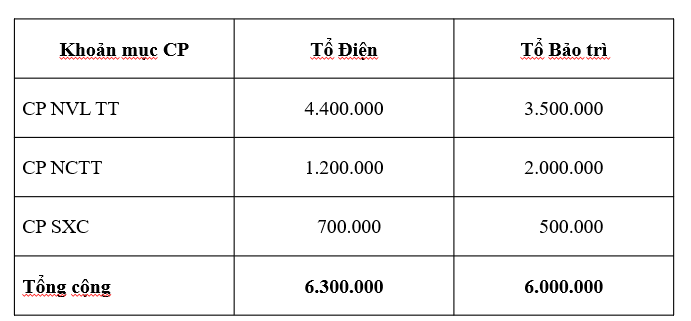 Khoản mục CP Tổ Điện Tổ Bảo trì
CP NVL TT 4.400.000 3.500.000
CP NCTT 1.200.000 2.000.000
CP SXC 700.000 500.000
Tổng cộng 6.300.000 6.000.000